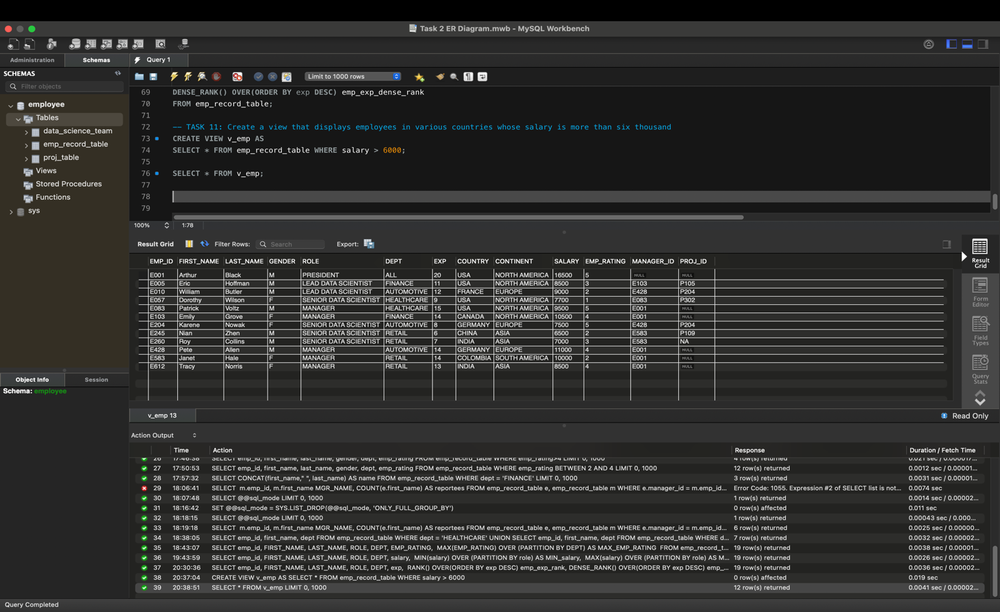 Task 2 ER Diagram.mwb - MySQL Workbench
Administration Schemas Query 1
SCHEMAS
Filter objects
employee
Tables
data_science_team
emp_record_table
proj_table
Views
Stored Procedures
Functions
sys
Object Info Session
Schema: employee
Limit to 1000 rows
69 DENSE_RANK() OVER(ORDER BY exp DESC) emp_exp_dense_rank
70 FROM emp_record_table;
71
72 -- TASK 11: Create a view that displays employees in various countries whose salary is more than six thousand
73 CREATE VIEW v_emp AS
74 SELECT * FROM emp_record_table WHERE salary > 6000;
75
76 SELECT * FROM v_emp;
77
78
79
100% 1:78
Result Grid Filter Rows: Search Export:
EMP_ID FIRST_NAME LAST_NAME GENDER ROLE DEPT EXP COUNTRY CONTINENT SALARY EMP_RATING MANAGER_ID PROJ_ID
E001 Arthur Black M PRESIDENT ALL 20 USA NORTH AMERICA 16500 5 NULL NULL
E005 Eric Hoffman M LEAD DATA SCIENTIST FINANCE 11 USA NORTH AMERICA 8500 3 E103 P105
E010 William Butler M LEAD DATA SCIENTIST AUTOMOTIVE 12 FRANCE EUROPE 9000 2 E428 P204
E057 Dorothy Wilson F SENIOR DATA SCIENTIST HEALTHCARE 9 USA NORTH AMERICA 7700 1 E083 P302
E083 Patrick Voltz M MANAGER HEALTHCARE 15 USA NORTH AMERICA 9500 5 E001 NULL
E103 Emily Grove F MANAGER FINANCE 14 CANADA NORTH AMERICA 10500 4 E001 NULL
E204 Karene Nowak F SENIOR DATA SCIENTIST AUTOMOTIVE 8 GERMANY EUROPE 7500 5 E428 P204
E245 Nian Zhen M SENIOR DATA SCIENTIST RETAIL 6 CHINA ASIA 6500 2 E583 P109
E260 Roy Collins M SENIOR DATA SCIENTIST RETAIL 7 INDIA ASIA 7000 3 E583 NA
E428 Pete Allen M MANAGER AUTOMOTIVE 14 GERMANY EUROPE 11000 4 E001 NULL
E583 Janet Hale F MANAGER RETAIL 14 COLOMBIA SOUTH AMERICA 10000 2 E001 NULL
E612 Tracy Norris F MANAGER RETAIL 13 INDIA ASIA 8500 4 E001 NULL
Result
Grid
Form
Editor
Field
Types
Query
Stats
v_emp 13 Read Only
Action Output
Time Action Response Duration / Fetch Time
26 17:46:38 SELECT emp_id, first_name, last_name, gender, dept, emp_rating FROM emp_record_table WHERE emp_rating>4 LIMIT 0, 1000 4 row(s) returned
27 17:50:53 SELECT emp_id, first_name, last_name, gender, dept, emp_rating FROM emp_record_table WHERE emp_rating BETWEEN 2 AND 4 LIMIT 0, 1000 12 row(s) returned 0.0012 sec / 0.00001...
28 17:57:32 SELECT CONCAT(first_name," ", last_name) AS name FROM emp_record_table WHERE dept = 'FINANCE' LIMIT 0, 1000 3 row(s) returned 0.0031 sec / 0.00001...
29 18:06:41 SELECT m.emp_id, m.first_name MGR_NAME, COUNT(e.first_name) AS reportees FROM emp_record_table e, emp_record_table m WHERE e.manager_id = m.emp_id... Error Code: 1055. Expression #2 of SELECT list is not... 0.0074 sec
30 18:07:48 SELECT @@sql_mode LIMIT 0, 1000 1 row(s) returned 0.0014 sec / 0.00002...
31 18:16:42 SET @@sql_mode = SYS.LIST_DROP(@@sql_mode, 'ONLY_FULL_GROUP_BY') 0 row(s) affected 0.011 sec
32 18:18:15 SELECT @@sql_mode LIMIT 0, 1000 1 row(s) returned 0.00043 sec / 0.000...
33 18:19:18 SELECT m.emp_id, m.first_name MGR_NAME, COUNT(e.first_name) AS reportees FROM emp_record_table e, emp_record_table m WHERE e.manager_id = m.emp_id... 6 row(s) returned 0.0025 sec / 0.00000...
34 18:38:05 SELECT emp_id, first_name, dept FROM emp_record_table WHERE dept = 'HEALTHCARE' UNION SELECT emp_id, first_name, dept FROM emp_record_table WHERE d... 7 row(s) returned 0.0032 sec / 0.00002...
35 18:43:07 SELECT emp_id, FIRST_NAME, LAST_NAME, ROLE, DEPT, EMP_RATING, MAX(EMP_RATING) OVER (PARTITION BY DEPT) AS MAX_EMP_RATING FROM emp_record_t... 19 row(s) returned 0.0038 sec / 0.00001...
36 19:43:59 SELECT emp_id, FIRST_NAME, LAST_NAME, ROLE, DEPT, salary, MIN(salary) OVER (PARTITION BY role) AS MIN_salary, MAX(salary) OVER (PARTITION BY role) AS M... 19 row(s) returned 0.0026 sec / 0.00002...
37 20:30:36 SELECT emp_id, FIRST_NAME, LAST_NAME, ROLE, DEPT, exp, RANK() OVER(ORDER BY exp DESC) emp_exp_rank, DENSE_RANK() OVER(ORDER BY exp DESC) emp_... 19 row(s) returned 0.0036 sec / 0.00002...
38 20:37:04 CREATE VIEW v_emp AS SELECT * FROM emp_record_table WHERE salary > 6000 0 row(s) affected 0.019 sec
39 20:38:51 SELECT * FROM v_emp LIMIT 0, 1000 12 row(s) returned 0.0041 sec / 0.00002...
Query Completed